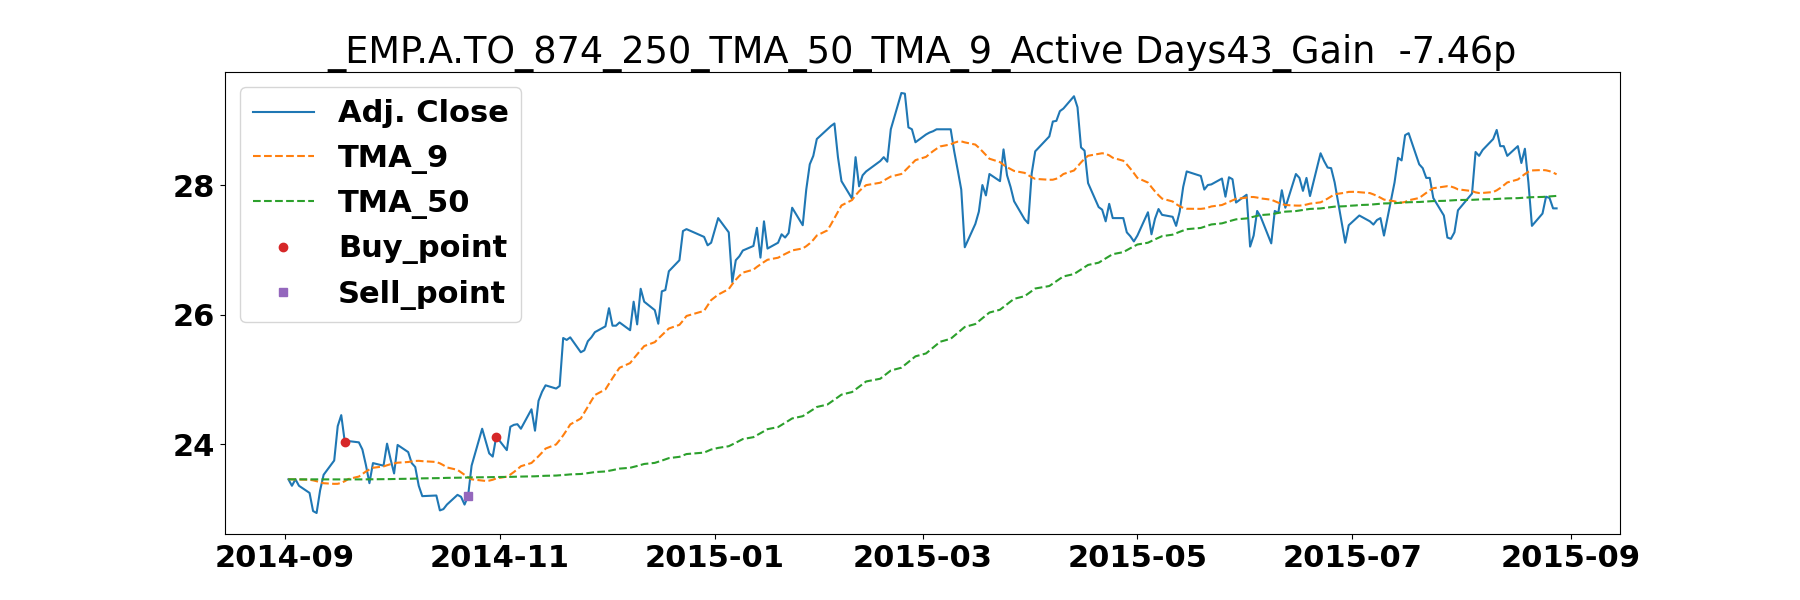 _EMP.A.TO_874_250_TMA_50_TMA_9_Active Days43_Gain  -7.46p
Adj. Close
TMA_9
TMA_50
Buy_point
Sell_point
28
26
24
2014-09
2014-11
2015-01
2015-03
2015-05
2015-07
2015-09